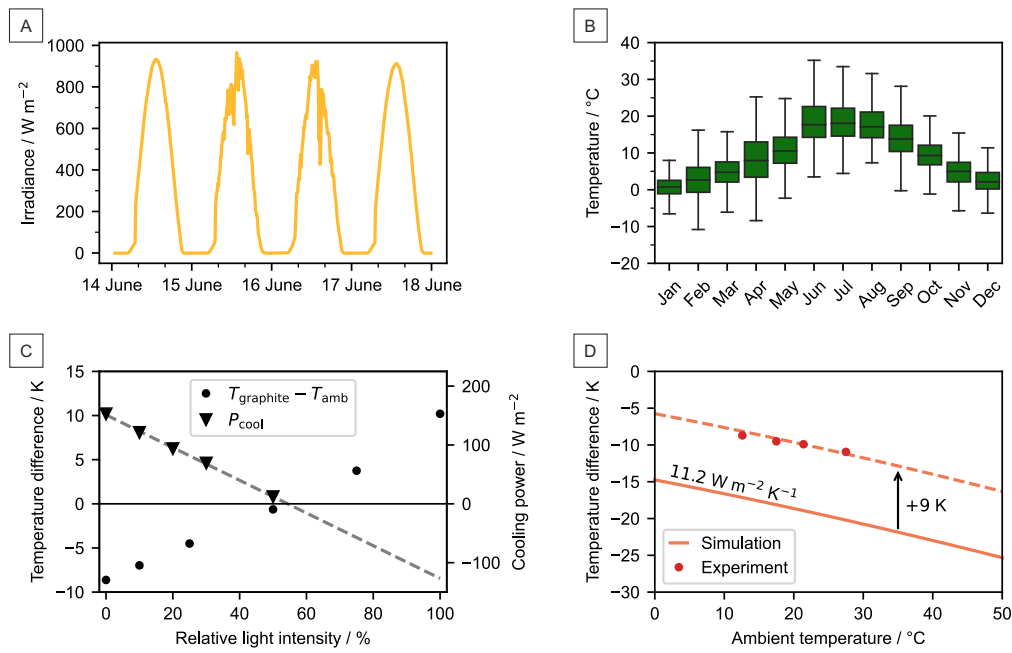 A
Irradiance / W m⁻²
1000
800
600
400
200
0
14 June 15 June 16 June 17 June 18 June
B
Temperature / °C
40
30
20
10
0
−10
−20
Jan Feb Mar Apr May Jun Jul Aug Sep Oct Nov Dec
C
Temperature difference / K
15
10
5
0
−5
−10
T_graphite − T_amb
P_cool
200
100
0
−100
Cooling power / W m⁻²
0 20 40 60 80 100
Relative light intensity / %
D
Temperature difference / K
0
−5
−10
−15
−20
−25
−30
11.2 W m⁻² K⁻¹
+9 K
Simulation
Experiment
0 10 20 30 40 50
Ambient temperature / °C